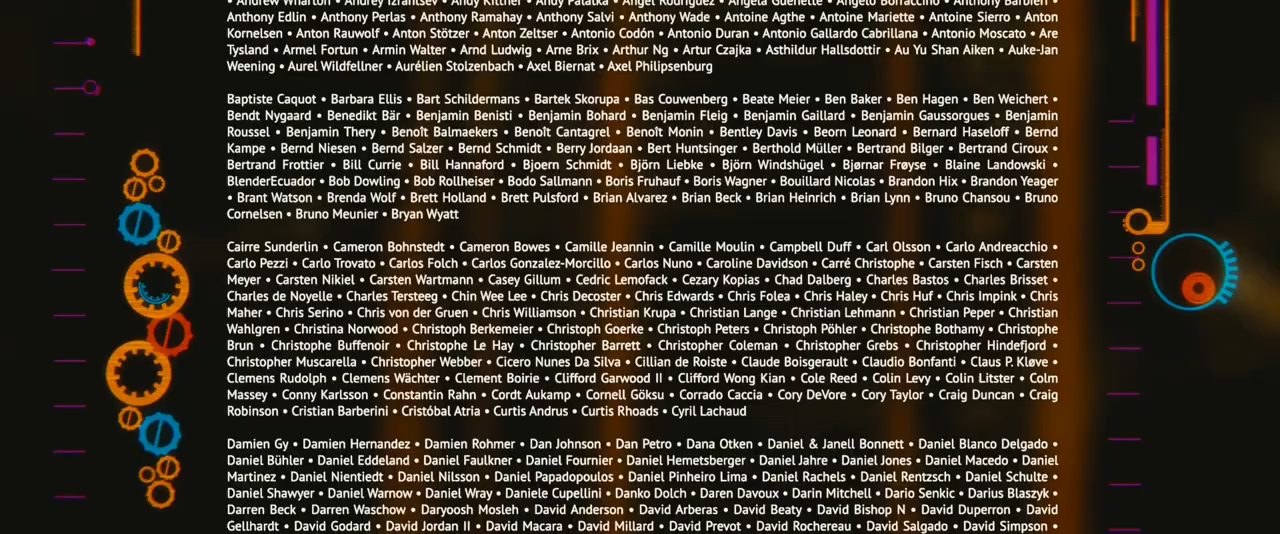 • Andrew Wharton • Andrey Izrantsev • Andy Kittner • Andy Palatka • Angel Rodriguez • Angela Guenette • Angelo Borraccino • Anthony Barbieri •
Anthony Edlin • Anthony Perlas • Anthony Ramahay • Anthony Salvi • Anthony Wade • Antoine Agthe • Antoine Mariette • Antoine Sierro • Anton
Kornelsen • Anton Rauwolf • Anton Stötzer • Anton Zeltser • Antonio Codón • Antonio Duran • Antonio Gallardo Cabrillana • Antonio Moscato • Are
Tysland • Armel Fortun • Armin Walter • Arnd Ludwig • Arne Brix • Arthur Ng • Artur Czajka • Asthildur Hallsdottir • Au Yu Shan Aiken • Auke-Jan
Weening • Aurel Wildfellner • Aurélien Stolzenbach • Axel Biernat • Axel Philipsenburg
Baptiste Caquot • Barbara Ellis • Bart Schildermans • Bartek Skorupa • Bas Couwenberg • Beate Meier • Ben Baker • Ben Hagen • Ben Weichert •
Bendt Nygaard • Benedikt Bär • Benjamin Benisti • Benjamin Bohard • Benjamin Fleig • Benjamin Gaillard • Benjamin Gaussorgues • Benjamin
Roussel • Benjamin Thery • Benoît Balmaekers • Benoît Cantagrel • Benoît Monin • Bentley Davis • Beorn Leonard • Bernard Haseloff • Bernd
Kampe • Bernd Niesen • Bernd Salzer • Bernd Schmidt • Berry Jordaan • Bert Huntsinger • Berthold Müller • Bertrand Bilger • Bertrand Ciroux •
Bertrand Frottier • Bill Currie • Bill Hannaford • Bjoern Schmidt • Björn Liebke • Björn Windshügel • Bjørnar Frøyse • Blaine Landowski •
BlenderEcuador • Bob Dowling • Bob Rollheiser • Bodo Sallmann • Boris Fruhauf • Boris Wagner • Bouillard Nicolas • Brandon Hix • Brandon Yeager
• Brant Watson • Brenda Wolf • Brett Holland • Brett Pulsford • Brian Alvarez • Brian Beck • Brian Heinrich • Brian Lynn • Bruno Chansou • Bruno
Cornelsen • Bruno Meunier • Bryan Wyatt
Cairre Sunderlin • Cameron Bohnstedt • Cameron Bowes • Camille Jeannin • Camille Moulin • Campbell Duff • Carl Olsson • Carlo Andreacchio •
Carlo Pezzi • Carlo Trovato • Carlos Folch • Carlos Gonzalez-Morcillo • Carlos Nuno • Caroline Davidson • Carré Christophe • Carsten Fisch • Carsten
Meyer • Carsten Nikiel • Carsten Wartmann • Casey Gillum • Cedric Lemofack • Cezary Kopias • Chad Dalberg • Charles Bastos • Charles Brisset •
Charles de Noyelle • Charles Tersteeg • Chin Wee Lee • Chris Decoster • Chris Edwards • Chris Folea • Chris Haley • Chris Huf • Chris Impink • Chris
Maher • Chris Serino • Chris von der Gruen • Chris Williamson • Christian Krupa • Christian Lange • Christian Lehmann • Christian Peper • Christian
Wahlgren • Christina Norwood • Christoph Berkemeier • Christoph Goerke • Christoph Peters • Christoph Pöhler • Christophe Bothamy • Christophe
Brun • Christophe Buffenoir • Christophe Le Hay • Christopher Barrett • Christopher Coleman • Christopher Grebs • Christopher Hindefjord •
Christopher Muscarella • Christopher Webber • Cicero Nunes Da Silva • Cillian de Roiste • Claude Boisgerault • Claudio Bonfanti • Claus P. Kløve •
Clemens Rudolph • Clemens Wächter • Clement Boirie • Clifford Garwood II • Clifford Wong Kian • Cole Reed • Colin Levy • Colin Litster • Colm
Massey • Conny Karlsson • Constantin Rahn • Cordt Aukamp • Cornell Göksu • Corrado Caccia • Cory DeVore • Cory Taylor • Craig Duncan • Craig
Robinson • Cristian Barberini • Cristóbal Atria • Curtis Andrus • Curtis Rhoads • Cyril Lachaud
Damien Gy • Damien Hernandez • Damien Rohmer • Dan Johnson • Dan Petro • Dana Otken • Daniel & Janell Bonnett • Daniel Blanco Delgado •
Daniel Bühler • Daniel Eddeland • Daniel Faulkner • Daniel Fournier • Daniel Hemetsberger • Daniel Jahre • Daniel Jones • Daniel Macedo • Daniel
Martinez • Daniel Nientiedt • Daniel Nilsson • Daniel Papadopoulos • Daniel Pinheiro Lima • Daniel Rachels • Daniel Rentzsch • Daniel Schulte •
Daniel Shawyer • Daniel Warnow • Daniel Wray • Daniele Cupellini • Danko Dolch • Daren Davoux • Darin Mitchell • Dario Senkic • Darius Blaszyk •
Darren Beck • Darren Waschow • Daryoosh Mosleh • David Anderson • David Arberas • David Beaty • David Bishop N • David Duperron • David
Gellhardt • David Godard • David Jordan II • David Macara • David Millard • David Prevot • David Rochereau • David Salgado • David Simpson •